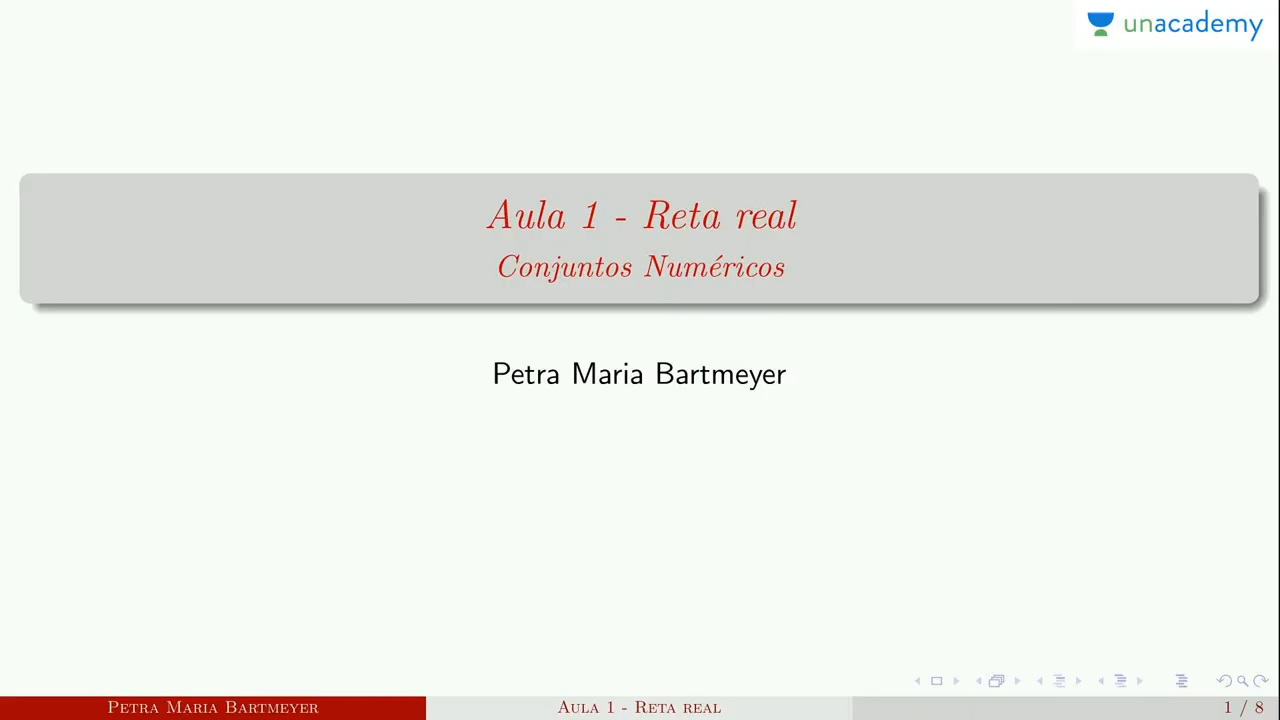 unacademy
Aula 1 - Reta real
Conjuntos Numéricos
Petra Maria Bartmeyer
Petra Maria Bartmeyer
Aula 1 - Reta real
1 / 8